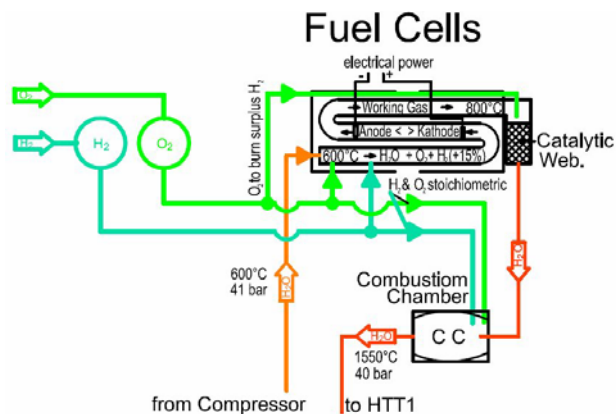 Fuel Cells
electrical power
- +
O₂
Working Gas 800°C
H₂
H₂
O₂
Anode < > Kathode
Catalytic
Web.
600°C H₂O + O₂+ H₂(+15%)
O₂ to burn surplus H₂
H₂& O₂ stoichiometric
H₂O
600°C
41 bar
H₂O
Combustiom
Chamber
C C
H₂O
1550°C
40 bar
from Compressor
to HTT1